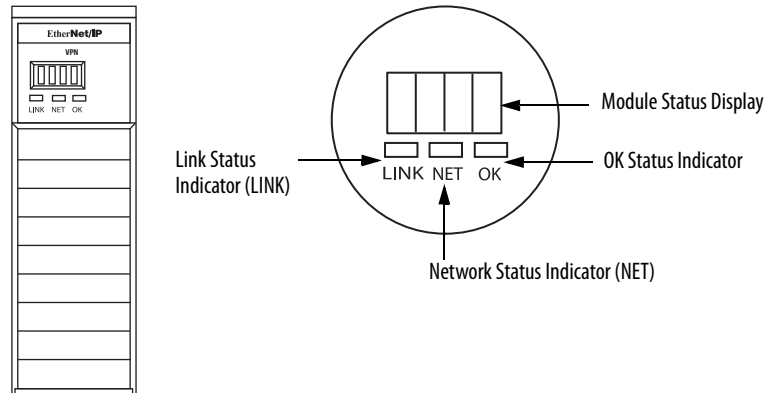 EtherNet/IP
VPN
LINK NET OK
Module Status Display
Link Status
Indicator (LINK)
OK Status Indicator
LINK NET OK
Network Status Indicator (NET)